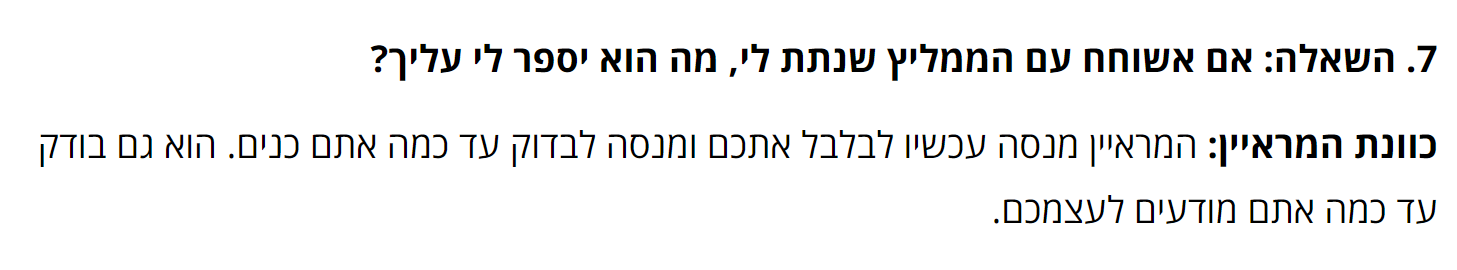 7. השאלה: אם אשוחח עם הממליץ שנתת לי, מה הוא יספר לי עליך?
כוונת המראיין: המראיין מנסה עכשיו לבלבל אתכם ומנסה לבדוק עד כמה אתם כנים. הוא גם בודק
עד כמה אתם מודעים לעצמכם.